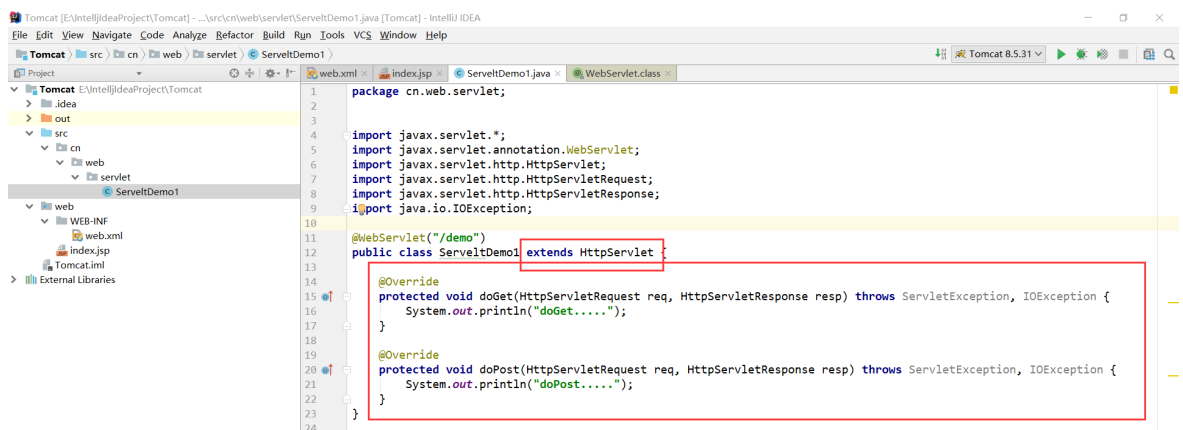 Tomcat [E:\IntelljIdeaProject\Tomcat] - ...\src\cn\web\servlet\ServeltDemo1.java [Tomcat] - IntelliJ IDEA
File Edit View Navigate Code Analyze Refactor Build Run Tools VCS Window Help
Tomcat src cn web servlet ServeltDemo1 Tomcat 8.5.31
Project web.xml index.jsp ServeltDemo1.java WebServlet.class
Tomcat E:\IntelljIdeaProject\Tomcat
.idea
out
src
cn
web
servlet
ServeltDemo1
web
WEB-INF
web.xml
index.jsp
Tomcat.iml
External Libraries
1 package cn.web.servlet;
2
3
4 import javax.servlet.*;
5 import javax.servlet.annotation.WebServlet;
6 import javax.servlet.http.HttpServlet;
7 import javax.servlet.http.HttpServletRequest;
8 import javax.servlet.http.HttpServletResponse;
9 import java.io.IOException;
10
11 @WebServlet("/demo")
12 public class ServeltDemo1 extends HttpServlet {
13
14 @Override
15 protected void doGet(HttpServletRequest req, HttpServletResponse resp) throws ServletException, IOException {
16 System.out.println("doGet.....");
17 }
18
19 @Override
20 protected void doPost(HttpServletRequest req, HttpServletResponse resp) throws ServletException, IOException {
21 System.out.println("doPost.....");
22 }
23 }
24